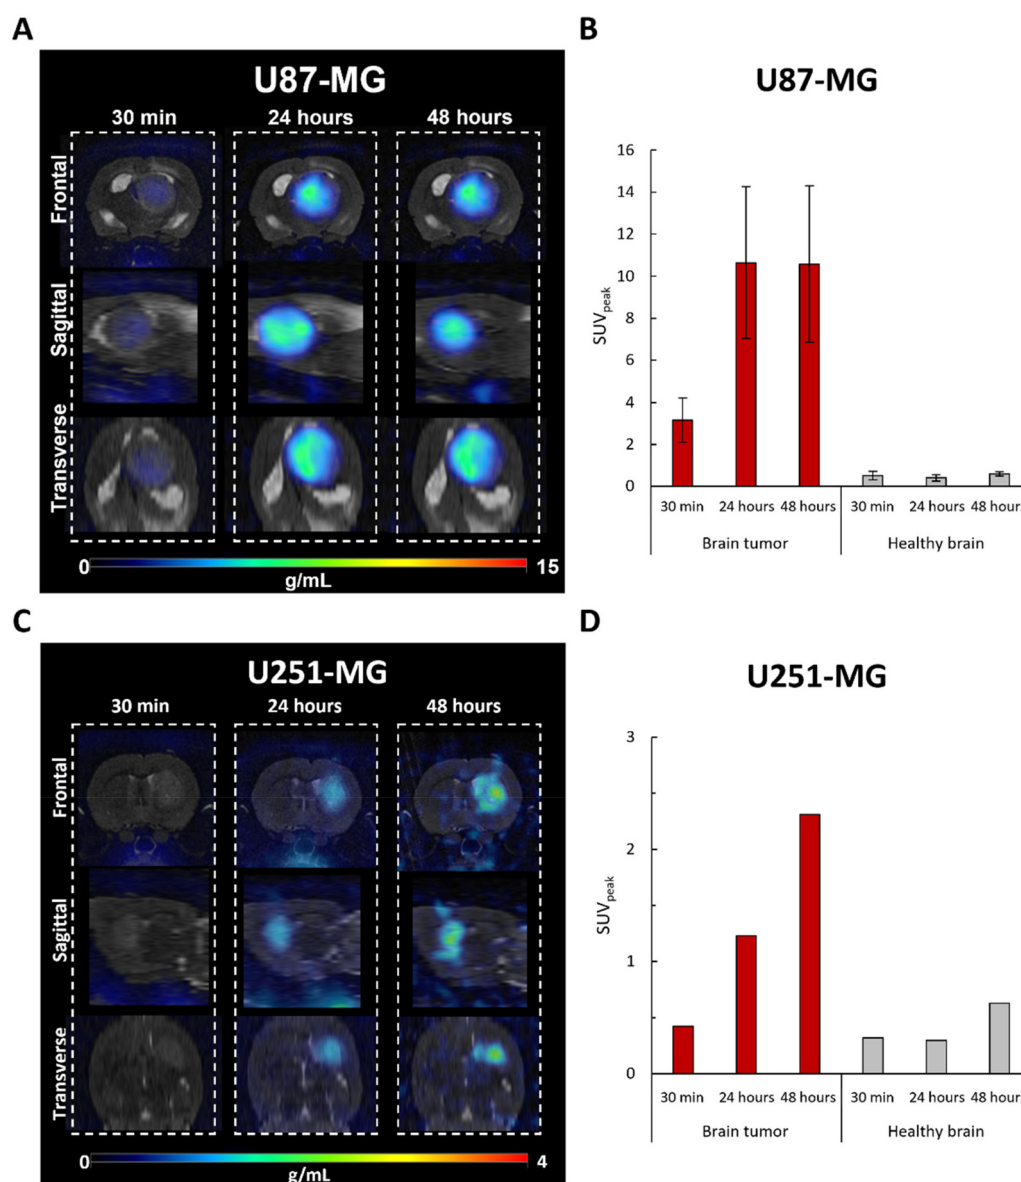 A
U87-MG
30 min 24 hours 48 hours
Frontal
Sagittal
Transverse
0 15
g/mL
B
U87-MG
SUVpeak
16
14
12
10
8
6
4
2
0
30 min 24 hours 48 hours 30 min 24 hours 48 hours
Brain tumor Healthy brain
C
U251-MG
30 min 24 hours 48 hours
Frontal
Sagittal
Transverse
0 4
g/mL
D
U251-MG
SUVpeak
3
2
1
0
30 min 24 hours 48 hours 30 min 24 hours 48 hours
Brain tumor Healthy brain